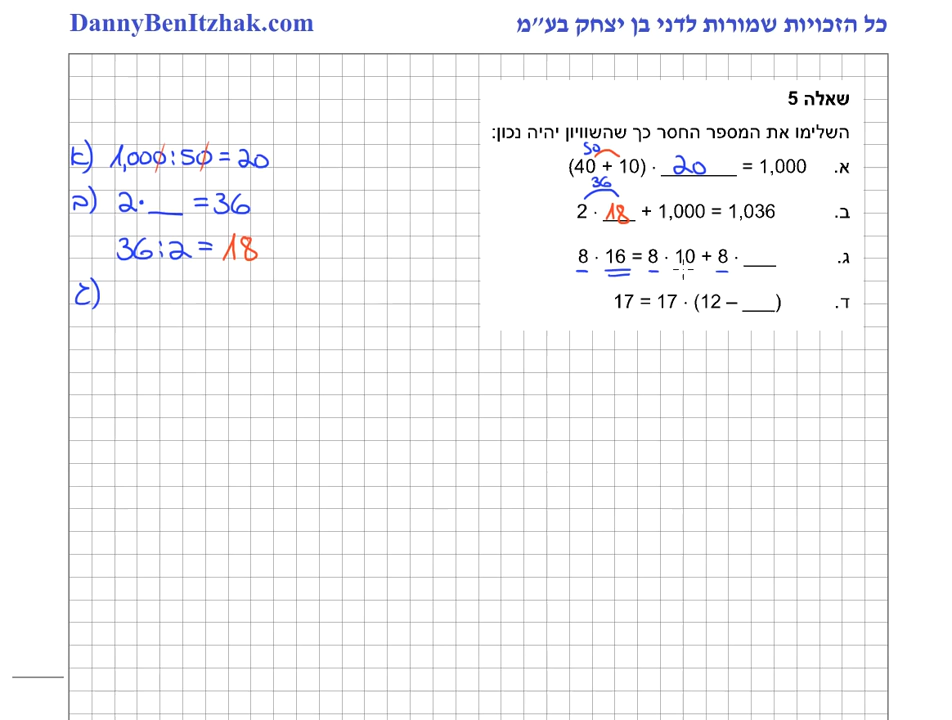 DannyBenItzhak.com
כל הזכויות שמורות לדני בן יצחק בע״מ
שאלה 5
השלימו את המספר החסר כך שהשוויון יהיה נכון:
50
א. (40 + 10) · 20 = 1,000
36
ב. 2 · 18 + 1,000 = 1,036
ג. 8 · 16 = 8 · 10 + 8 · ___
ד. 17 = 17 · (12 – ___)
א) 1,000:50=20
ב) 2·__ =36
36:2=18
ג)